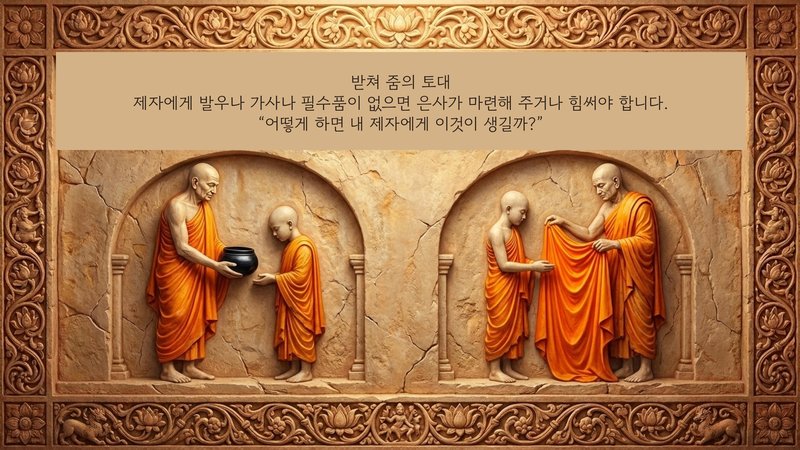 받쳐 줌의 토대
제자에게 발우나 가사나 필수품이 없으면 은사가 마련해 주거나 힘써야 합니다.
“어떻게 하면 내 제자에게 이것이 생길까?”